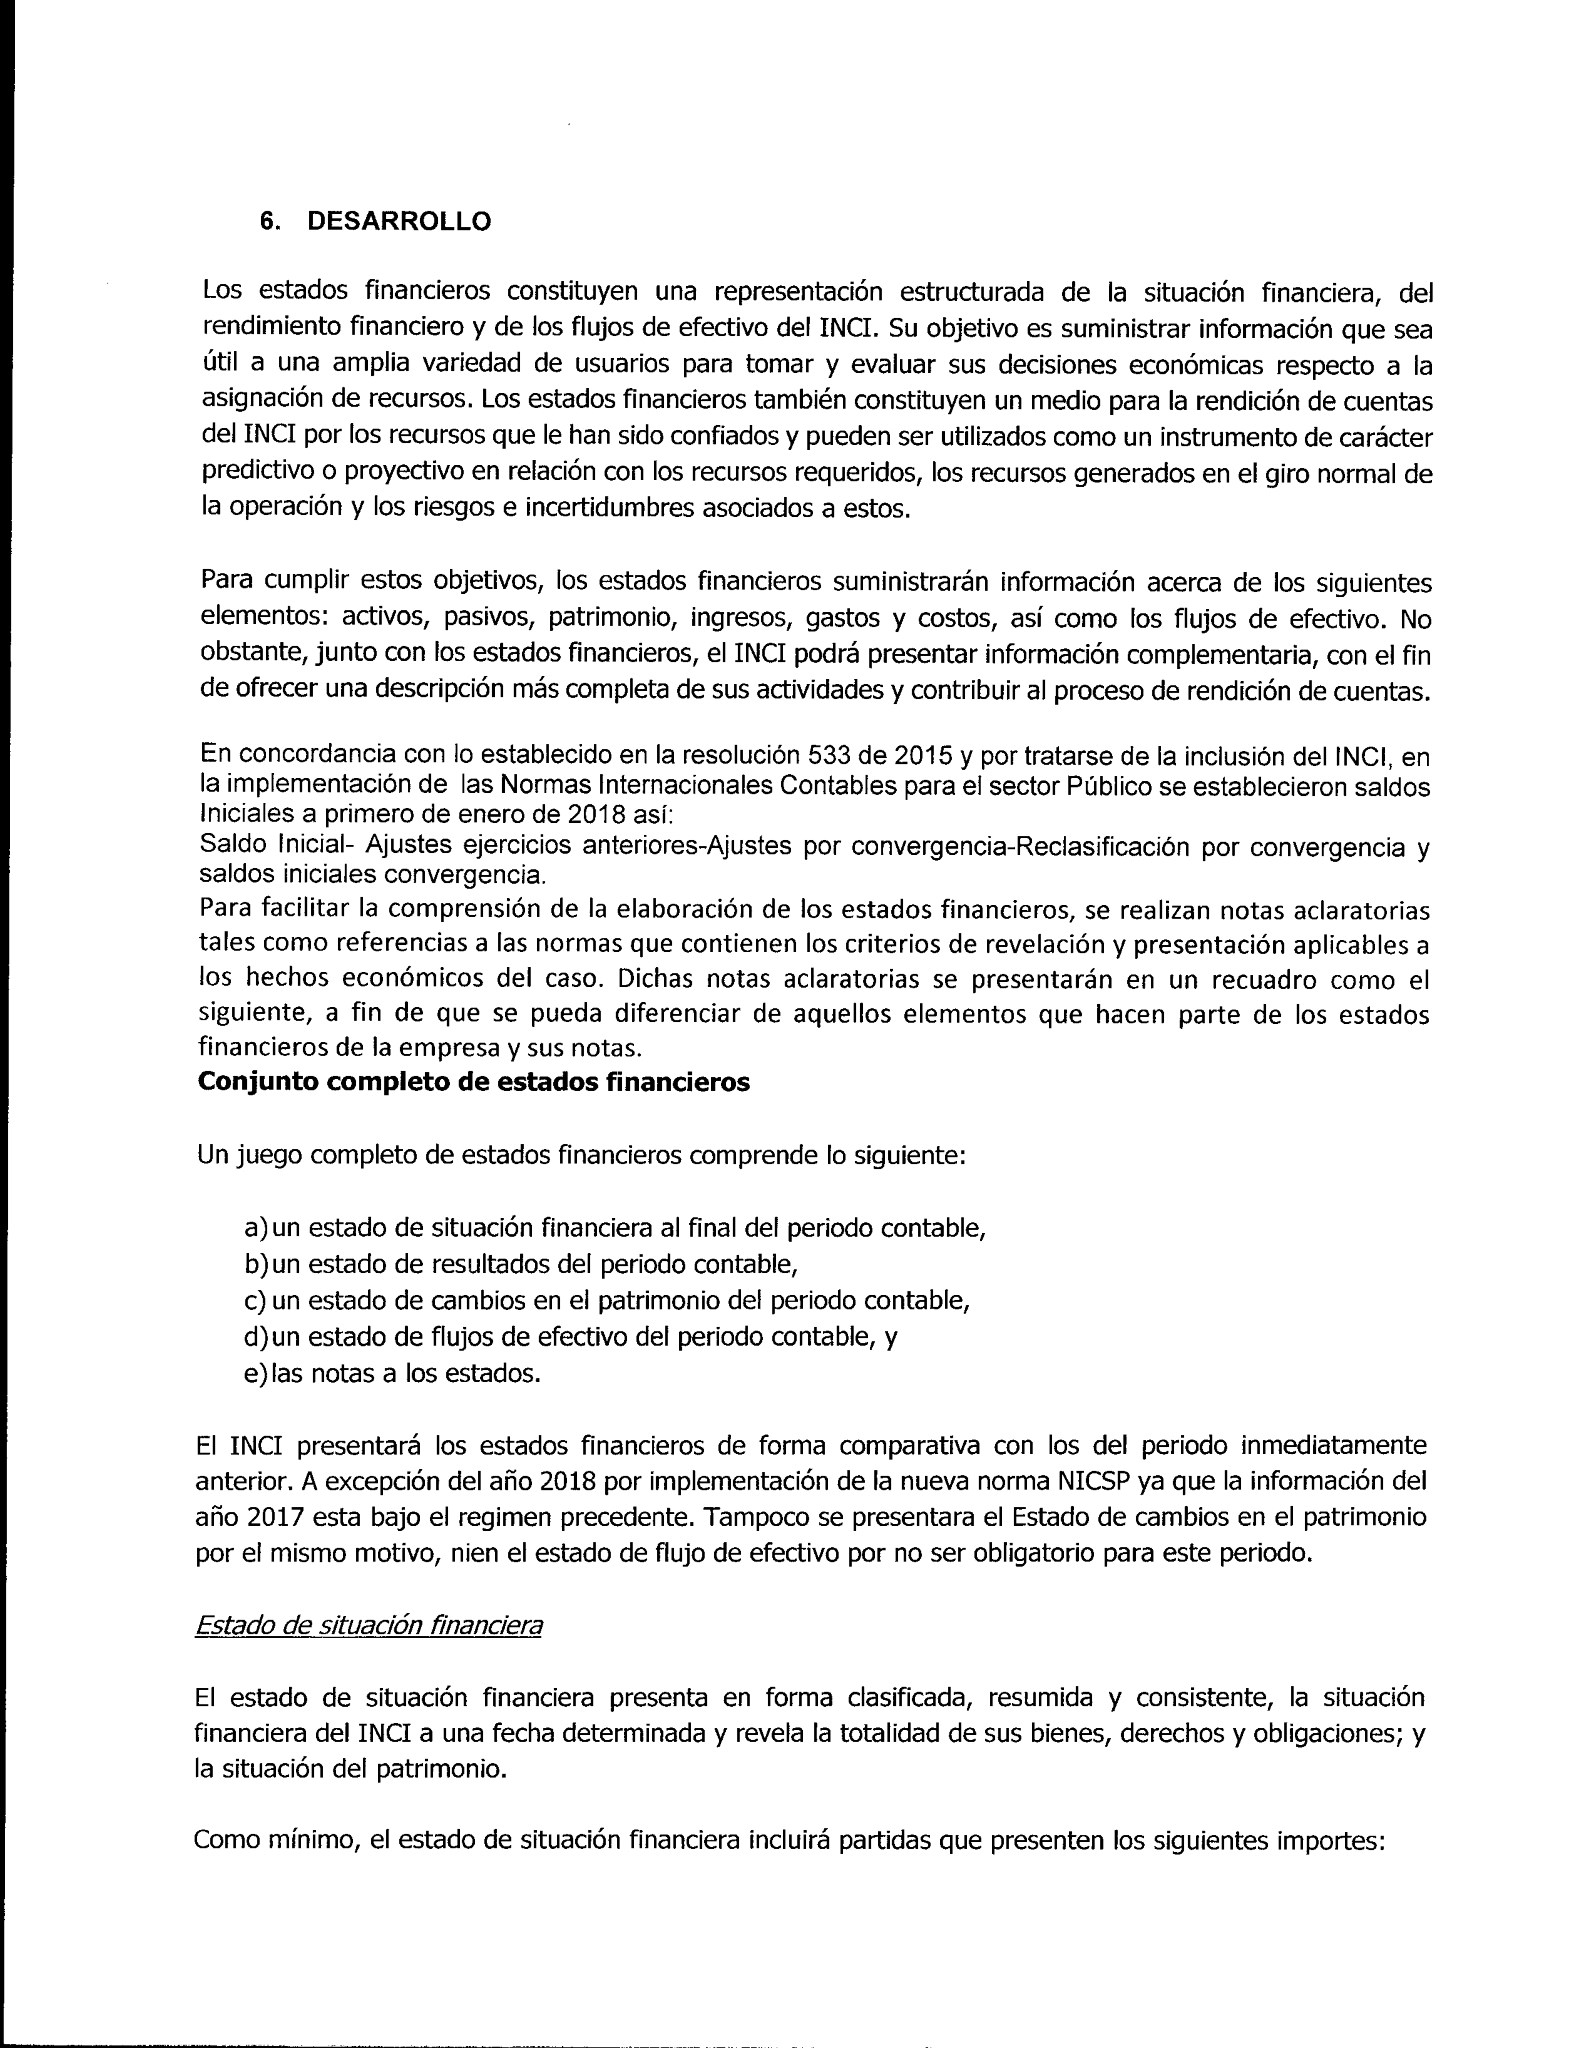 6. DESARROLLO
Los estados financieros constituyen una representación estructurada de la situación financiera, del
rendimiento financiero y de los flujos de efectivo del INCI. Su objetivo es suministrar información que sea
útil a una amplia variedad de usuarios para tomar y evaluar sus decisiones económicas respecto a la
asignación de recursos. Los estados financieros también constituyen un medio para la rendición de cuentas
del INCI por los recursos que le han sido confiados y pueden ser utilizados como un instrumento de carácter
predictivo o proyectivo en relación con los recursos requeridos, los recursos generados en el giro normal de
la operación y los riesgos e incertidumbres asociados a estos.
Para cumplir estos objetivos, los estados financieros suministrarán información acerca de los siguientes
elementos: activos, pasivos, patrimonio, ingresos, gastos y costos, así como los flujos de efectivo. No
obstante, junto con los estados financieros, el INCI podrá presentar información complementaria, con el fin
de ofrecer una descripción más completa de sus actividades y contribuir al proceso de rendición de cuentas.
En concordancia con lo establecido en la resolución 533 de 2015 y por tratarse de la inclusión del INCI, en
la implementación de las Normas Internacionales Contables para el sector Público se establecieron saldos
Iniciales a primero de enero de 2018 así:
Saldo Inicial- Ajustes ejercicios anteriores-Ajustes por convergencia-Reclasificación por convergencia y
saldos iniciales convergencia.
Para facilitar la comprensión de la elaboración de los estados financieros, se realizan notas aclaratorias
tales como referencias a las normas que contienen los criterios de revelación y presentación aplicables a
los hechos económicos del caso. Dichas notas aclaratorias se presentarán en un recuadro como el
siguiente, a fin de que se pueda diferenciar de aquellos elementos que hacen parte de los estados
financieros de la empresa y sus notas.
Conjunto completo de estados financieros
Un juego completo de estados financieros comprende lo siguiente:
a) un estado de situación financiera al final del periodo contable,
b) un estado de resultados del periodo contable,
c) un estado de cambios en el patrimonio del periodo contable,
d) un estado de flujos de efectivo del periodo contable, y
e) las notas a los estados.
El INCI presentará los estados financieros de forma comparativa con los del periodo inmediatamente
anterior. A excepción del año 2018 por implementación de la nueva norma NICSP ya que la información del
año 2017 esta bajo el regimen precedente. Tampoco se presentara el Estado de cambios en el patrimonio
por el mismo motivo, nien el estado de flujo de efectivo por no ser obligatorio para este periodo.
Estado de situación financiera
El estado de situación financiera presenta en forma clasificada, resumida y consistente, la situación
financiera del INCI a una fecha determinada y revela la totalidad de sus bienes, derechos y obligaciones; y
la situación del patrimonio.
Como mínimo, el estado de situación financiera incluirá partidas que presenten los siguientes importes: